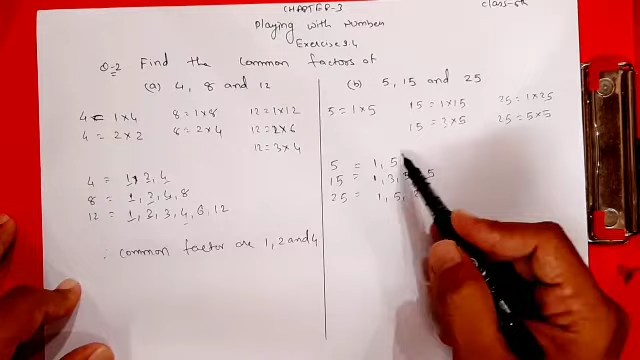 CHAPTER-3
class-6th
Playing with Number
Exercise 3.4
Q-2 Find the common factors of
(a) 4, 8 and 12
4 = 1×4 8 = 1×8 12 = 1×12
4 = 2×2 8 = 2×4 12 = 2×6
12 = 3×4
4 = 1, 2, 4
8 = 1, 2, 4, 8
12 = 1, 2, 3, 4, 6, 12
common factor are 1, 2 and 4
(b) 5, 15 and 25
5 = 1×5 15 = 1×15 25 = 1×25
15 = 3×5 25 = 5×5
5 = 1, 5
15 = 1, 3, 5
25 = 1, 5,